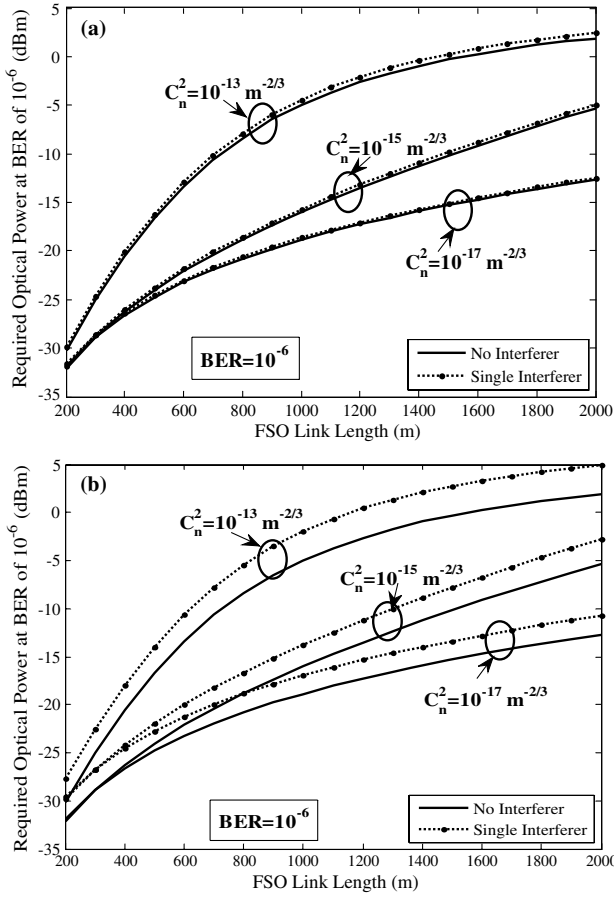 (a)
Required Optical Power at BER of 10^-6 (dBm)
5
0
-5
-10
-15
-20
-25
-30
-35
C_n^2=10^-13 m^-2/3
C_n^2=10^-15 m^-2/3
C_n^2=10^-17 m^-2/3
BER=10^-6
No Interferer
Single Interferer
200 400 600 800 1000 1200 1400 1600 1800 2000
FSO Link Length (m)
(b)
Required Optical Power at BER of 10^-6 (dBm)
5
0
-5
-10
-15
-20
-25
-30
-35
C_n^2=10^-13 m^-2/3
C_n^2=10^-15 m^-2/3
C_n^2=10^-17 m^-2/3
BER=10^-6
No Interferer
Single Interferer
200 400 600 800 1000 1200 1400 1600 1800 2000
FSO Link Length (m)